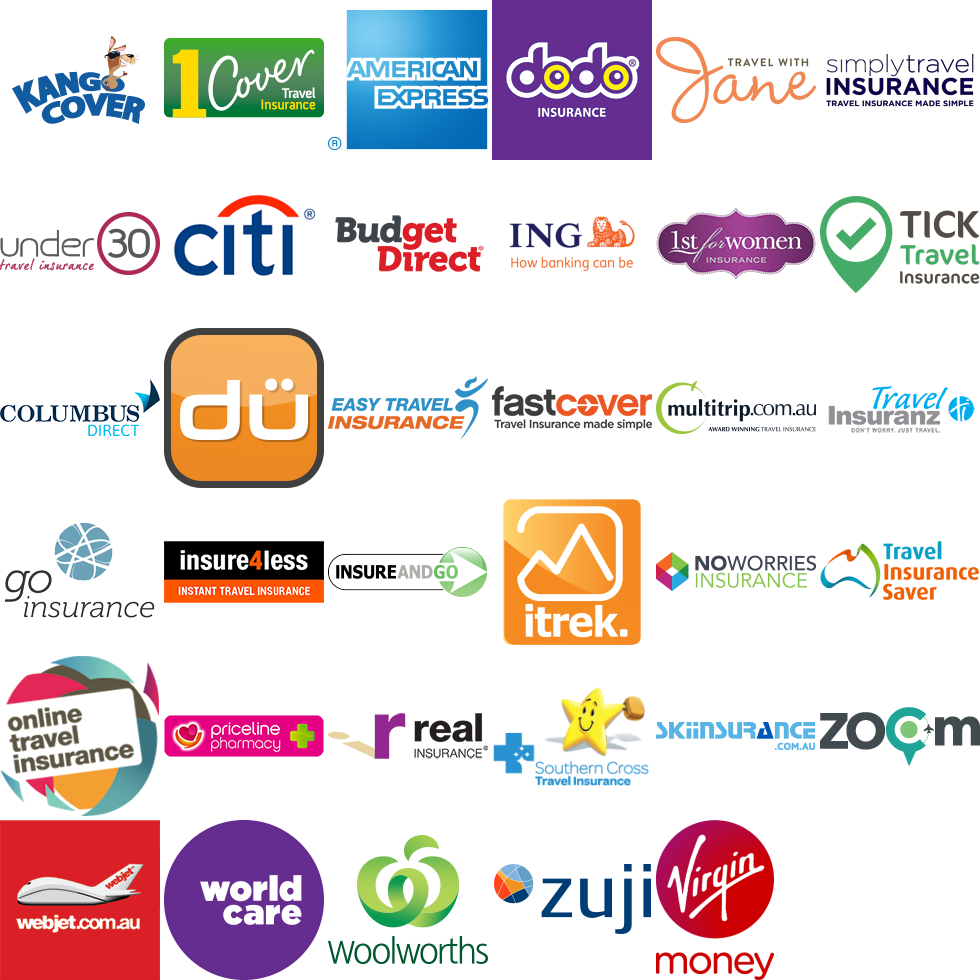 KANGO
COVER
1Cover
Travel
Insurance
AMERICAN
EXPRESS
®
dodo®
INSURANCE
TRAVEL WITH
Jane
simplytravel
INSURANCE
TRAVEL INSURANCE MADE SIMPLE
under 30
travel insurance
citi®
Budget
Direct®
ING
How banking can be
1st for women
INSURANCE
TICK
Travel
Insurance
COLUMBUS
DIRECT
dü
EASY TRAVEL
INSURANCE
fastcover
Travel Insurance made simple
multitrip.com.au
AWARD WINNING TRAVEL INSURANCE
Travel
Insuranz
DON'T WORRY. JUST TRAVEL.
go
insurance
insure4less
INSTANT TRAVEL INSURANCE
INSUREANDGO
itrek.
NOWORRIES
INSURANCE
Travel
Insurance
Saver
online
travel
insurance
priceline
pharmacy
r real
INSURANCE®
Southern Cross
Travel Insurance
SKIINSURANCE
.COM.AU
ZOOM
webjet
webjet.com.au
world
care
Woolworths
zuji
Virgin
money